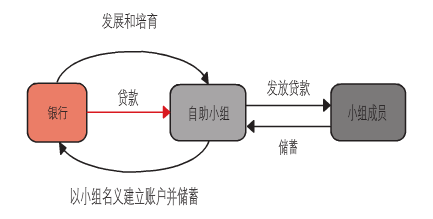 发展和培育
银行
贷款
自助小组
发放贷款
储蓄
小组成员
以小组名义建立账户并储蓄